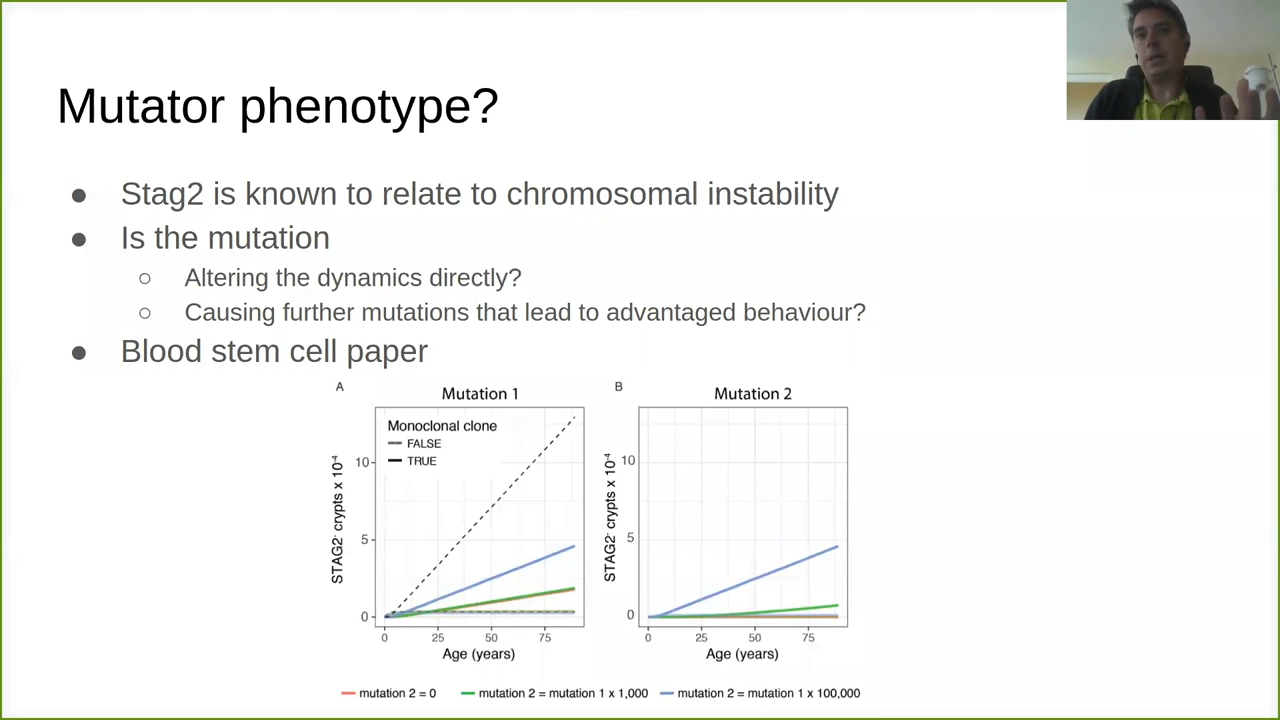 Mutator phenotype?
● Stag2 is known to relate to chromosomal instability
● Is the mutation
○ Altering the dynamics directly?
○ Causing further mutations that lead to advantaged behaviour?
● Blood stem cell paper
A
Mutation 1
Monoclonal clone
FALSE
TRUE
STAG2⁻ crypts x 10⁻⁴
10
5
0
0 25 50 75
Age (years)
B
Mutation 2
STAG2⁻ crypts x 10⁻⁴
10
5
0
0 25 50 75
Age (years)
mutation 2 = 0 mutation 2 = mutation 1 x 1,000 mutation 2 = mutation 1 x 100,000